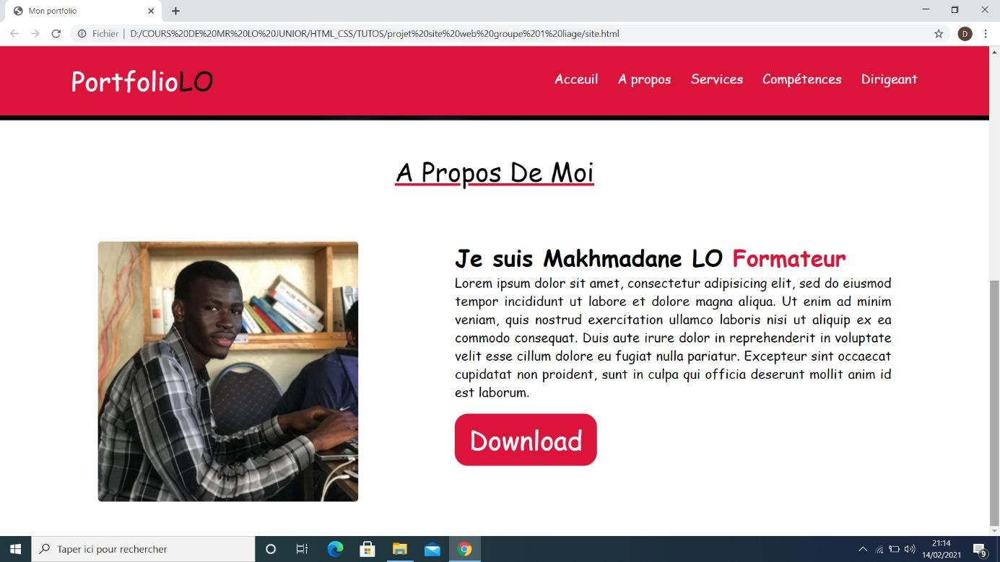 Mon portfolio
Fichier | D:/COURS%20DE%20MR%20LO%20JUNIOR/HTML_CSS/TUTOS/projet%20site%20web%20groupe%201%20liage/site.html
D
PortfolioLO
Acceuil A propos Services Compétences Dirigeant
A Propos De Moi
Je suis Makhmadane LO Formateur
Lorem ipsum dolor sit amet, consectetur adipisicing elit, sed do eiusmod
tempor incididunt ut labore et dolore magna aliqua. Ut enim ad minim
veniam, quis nostrud exercitation ullamco laboris nisi ut aliquip ex ea
commodo consequat. Duis aute irure dolor in reprehenderit in voluptate
velit esse cillum dolore eu fugiat nulla pariatur. Excepteur sint occaecat
cupidatat non proident, sunt in culpa qui officia deserunt mollit anim id
est laborum.
Download
Taper ici pour rechercher
21:14
14/02/2021
9